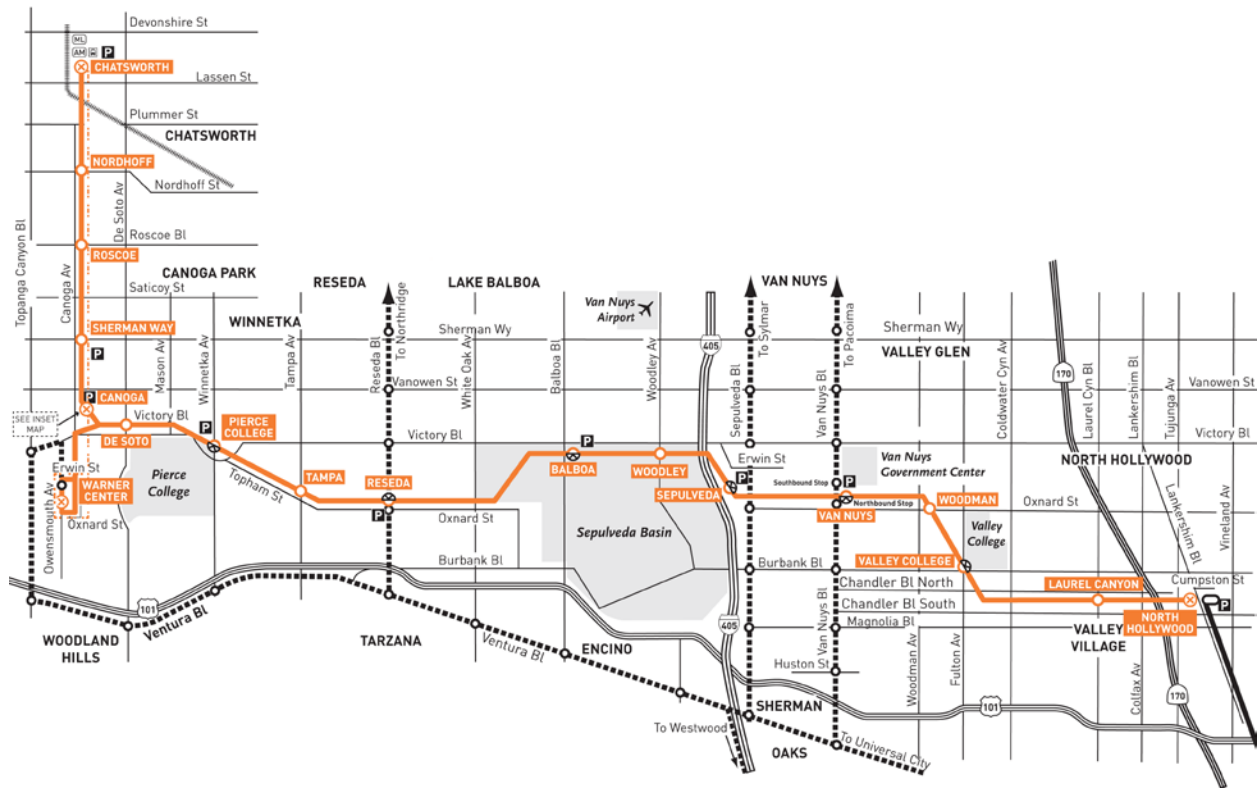 Devonshire St
ML
AM
P
CHATSWORTH
Lassen St
Plummer St
CHATSWORTH
NORDHOFF
Nordhoff St
Topanga Canyon Bl
Canoga Av
De Soto Av
Roscoe Bl
ROSCOE
CANOGA PARK
RESEDA
LAKE BALBOA
VAN NUYS
Saticoy St
Van Nuys
Airport
WINNETKA
SHERMAN WAY
Sherman Wy
Sherman Wy
VALLEY GLEN
405
170
P
Mason Av
Winnetka Av
Tampa Av
Reseda Bl
To Northridge
White Oak Av
Balboa Bl
Woodley Av
Sepulveda Bl
To Sylmar
Van Nuys Bl
To Pacoima
Coldwater Cyn Av
Laurel Cyn Bl
Lankershim Bl
Tujunga Av
Vanowen St
Vanowen St
P
CANOGA
SEE INSET
MAP
Victory Bl
DE SOTO
P
PIERCE
COLLEGE
Victory Bl
Victory Bl
P
BALBOA
WOODLEY
Erwin St
Van Nuys
Government Center
NORTH HOLLYWOOD
Erwin St
WARNER
CENTER
Pierce
College
Topham St
TAMPA
RESEDA
P
SEPULVEDA
P
Southbound Stop
P
Northbound Stop
VAN NUYS
WOODMAN
Oxnard St
Owensmouth Av
Oxnard St
Oxnard St
Sepulveda Basin
Valley
College
Lankershim Bl
Vineland Av
Burbank Bl
Burbank Bl
VALLEY COLLEGE
Chandler Bl North
LAUREL CANYON
Cumpston St
P
Chandler Bl South
NORTH
HOLLYWOOD
101
Ventura Bl
WOODLAND
HILLS
TARZANA
Ventura Bl
ENCINO
405
Van Nuys Bl
Magnolia Bl
VALLEY
VILLAGE
Huston St
Woodman Av
Fulton Av
Colfax Av
170
101
SHERMAN
OAKS
To Westwood
To Universal City